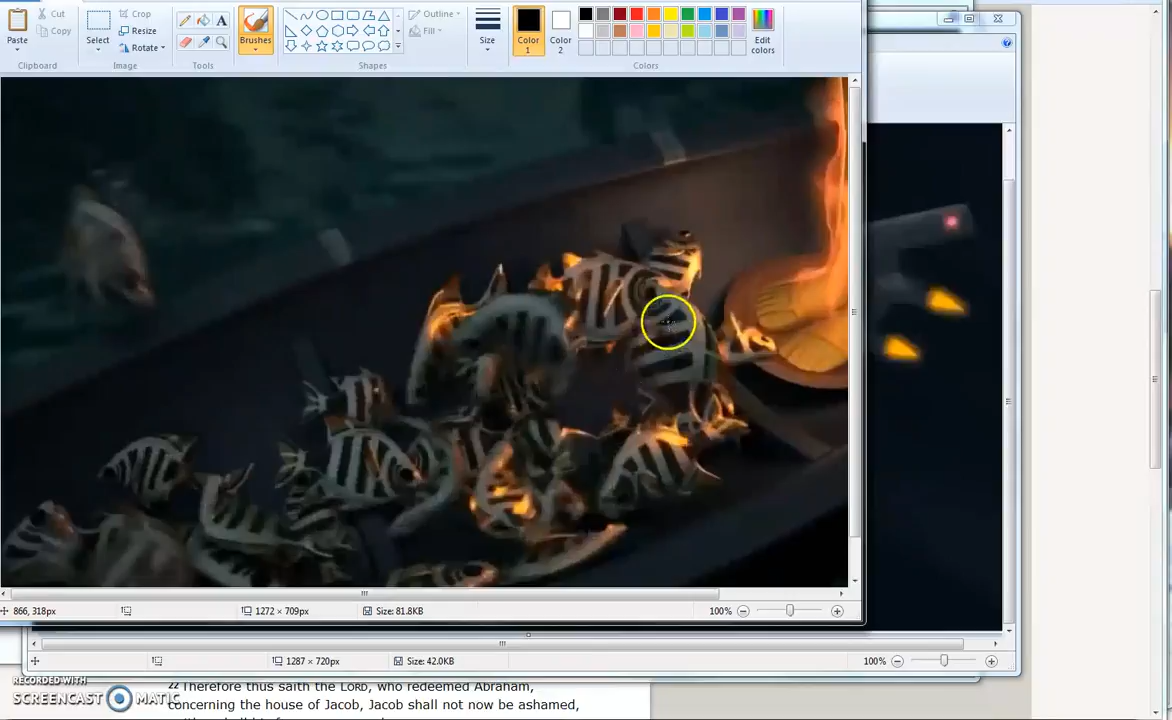 Paste
Cut
Copy
Clipboard
Select
Crop
Resize
Rotate
Image
Tools
A
Brushes
Shapes
Outline
Fill
Size
Color 1
Color 2
Edit colors
Colors
866, 318px
1272 × 709px
Size: 81.8KB
100%
1287 × 720px
Size: 42.0KB
100%
RECORDED WITH
SCREENCAST MATIC
22 Therefore thus saith the LORD, who redeemed Abraham,
concerning the house of Jacob, Jacob shall not now be ashamed,